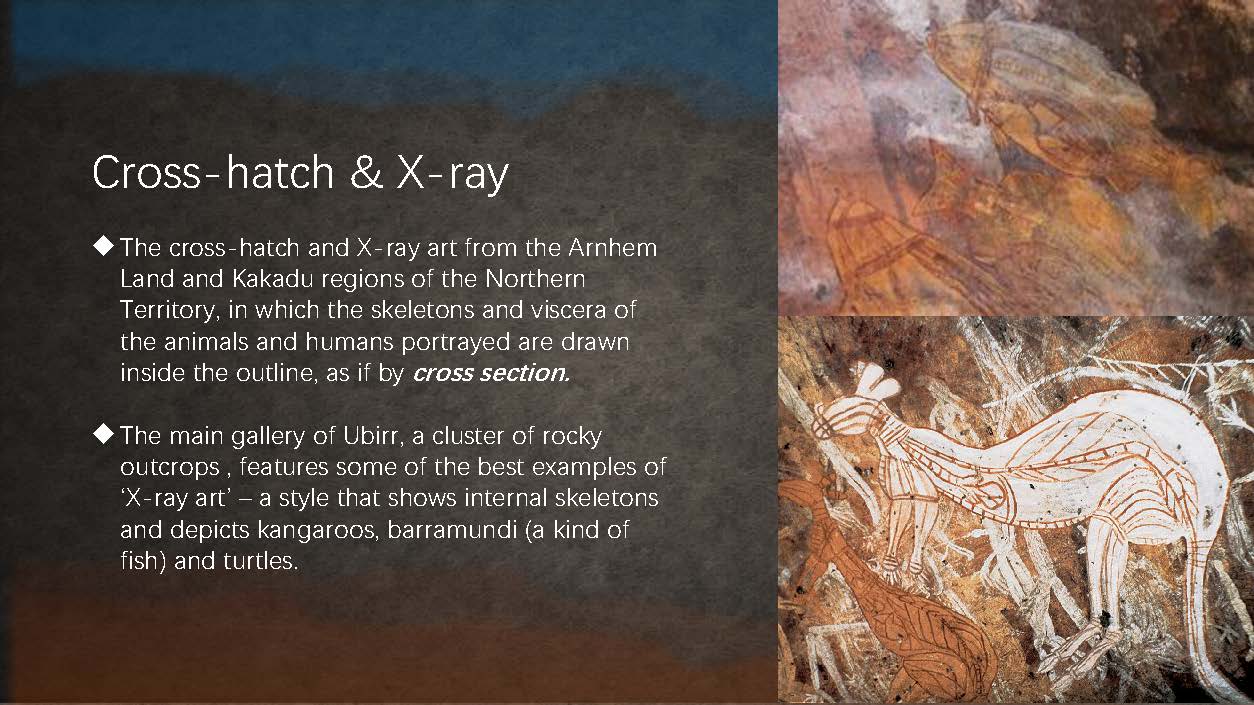 Cross-hatch & X-ray
◆The cross-hatch and X-ray art from the Arnhem
Land and Kakadu regions of the Northern
Territory, in which the skeletons and viscera of
the animals and humans portrayed are drawn
inside the outline, as if by cross section.
◆The main gallery of Ubirr, a cluster of rocky
outcrops , features some of the best examples of
‘X-ray art’ – a style that shows internal skeletons
and depicts kangaroos, barramundi (a kind of
fish) and turtles.